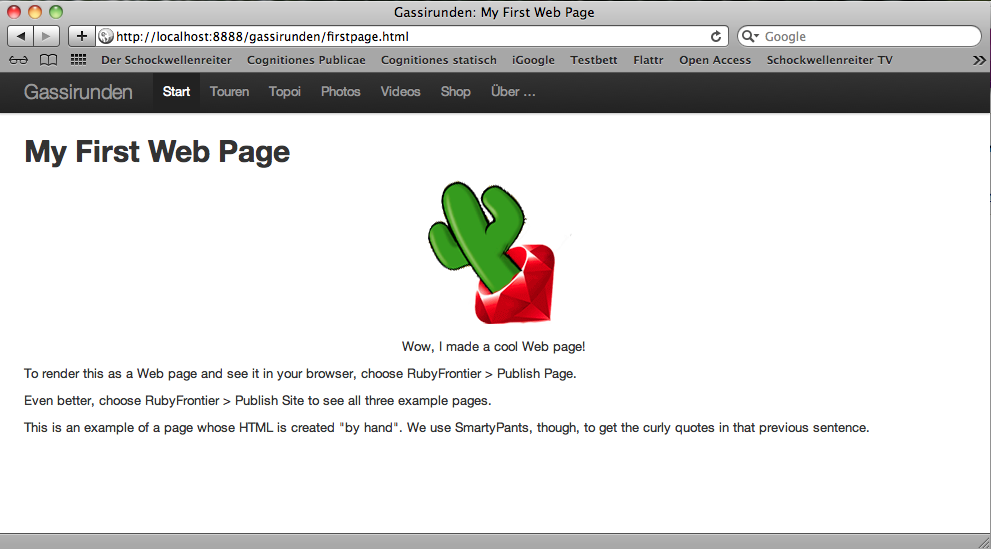 Gassirunden: My First Web Page
http://localhost:8888/gassirunden/firstpage.html
Google
Der Schockwellenreiter Cognitiones Publicae Cognitiones statisch iGoogle Testbett Flattr Open Access Schockwellenreiter TV
Gassirunden Start Touren Topoi Photos Videos Shop Über ...
My First Web Page
Wow, I made a cool Web page!
To render this as a Web page and see it in your browser, choose RubyFrontier > Publish Page.
Even better, choose RubyFrontier > Publish Site to see all three example pages.
This is an example of a page whose HTML is created "by hand". We use SmartyPants, though, to get the curly quotes in that previous sentence.